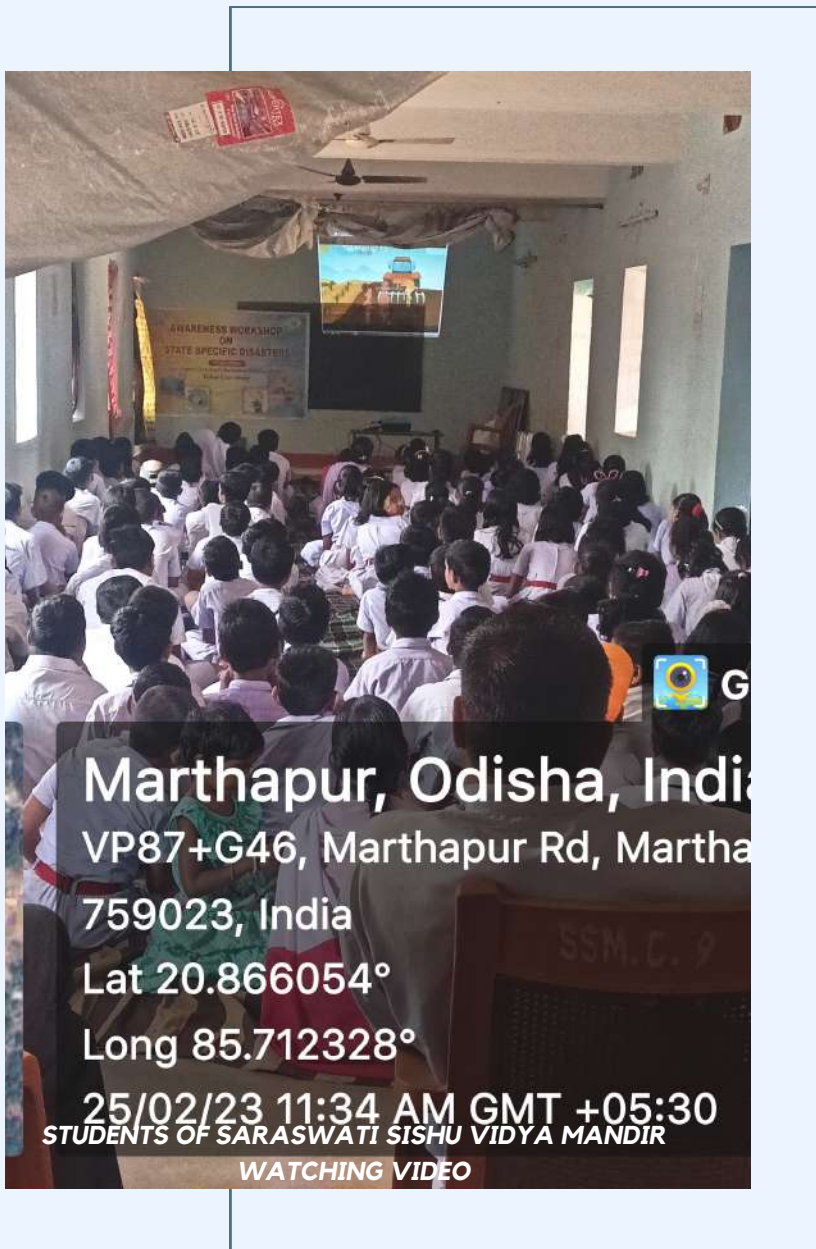 AWARENESS WORKSHOP
ON
STATE SPECIFIC DISASTERS
G
Marthapur, Odisha, Indi
VP87+G46, Marthapur Rd, Martha
759023, India
Lat 20.866054°
Long 85.712328°
25/02/23 11:34 AM GMT +05:30
SSM.C. 9
STUDENTS OF SARASWATI SISHU VIDYA MANDIR
WATCHING VIDEO